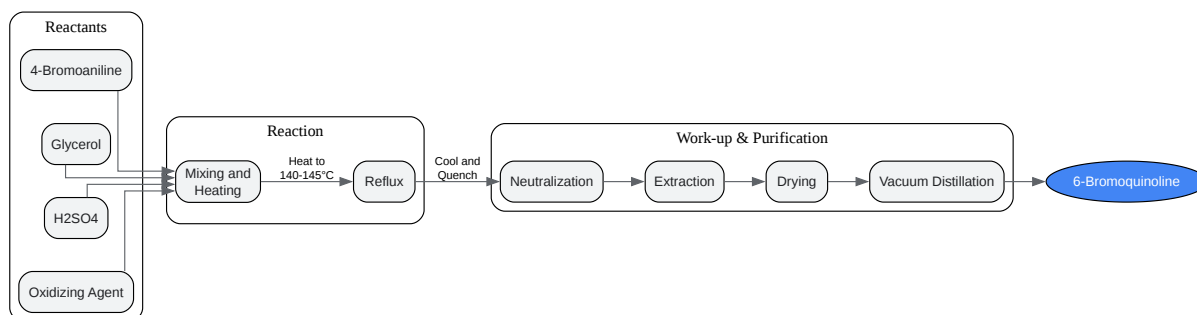 Reactants
4-Bromoaniline
Glycerol
H2SO4
Oxidizing Agent
Reaction
Mixing and
Heating
Heat to
140-145°C
Reflux
Cool and
Quench
Work-up & Purification
Neutralization
Extraction
Drying
Vacuum Distillation
6-Bromoquinoline